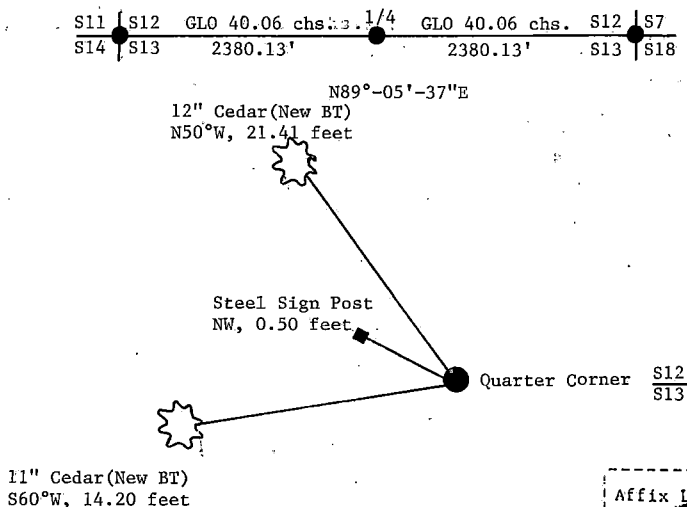 S11 S12 GLO 40.06 chs. 1/4 GLO 40.06 chs. S12 S7
S14 S13 2380.13' 2380.13' S13 S18
N89°-05'-37"E
12" Cedar(New BT)
N50°W, 21.41 feet
Steel Sign Post
NW, 0.50 feet
Quarter Corner S12
S13
11" Cedar(New BT)
S60°W, 14.20 feet
Affix